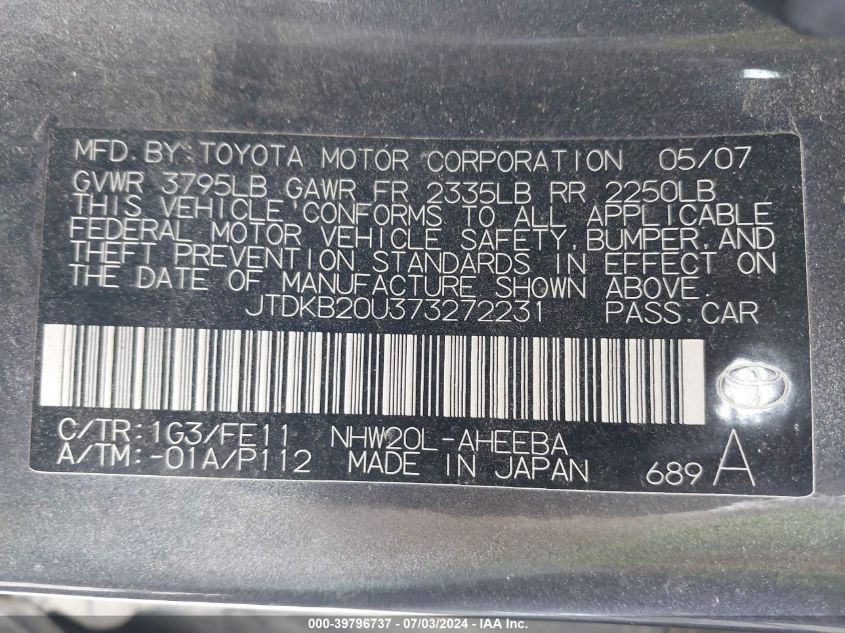 MFD.BY:TOYOTA MOTOR CORPORATION 05/07
GVWR 3795LB GAWR FR 2335LB RR 2250LB
THIS VEHICLE CONFORMS TO ALL APPLICABLE
FEDERAL MOTOR VEHICLE SAFETY,BUMPER,AND
THEFT PREVENTION STANDARDS IN EFFECT ON
THE DATE OF MANUFACTURE SHOWN ABOVE.
JTDKB20U373272231 PASS.CAR
C/TR:1G3/FE11 NHW20L-AHEEBA
A/TM:-01A/P112 MADE IN JAPAN 689 A
000-39796737 - 07/03/2024 - IAAI.COM